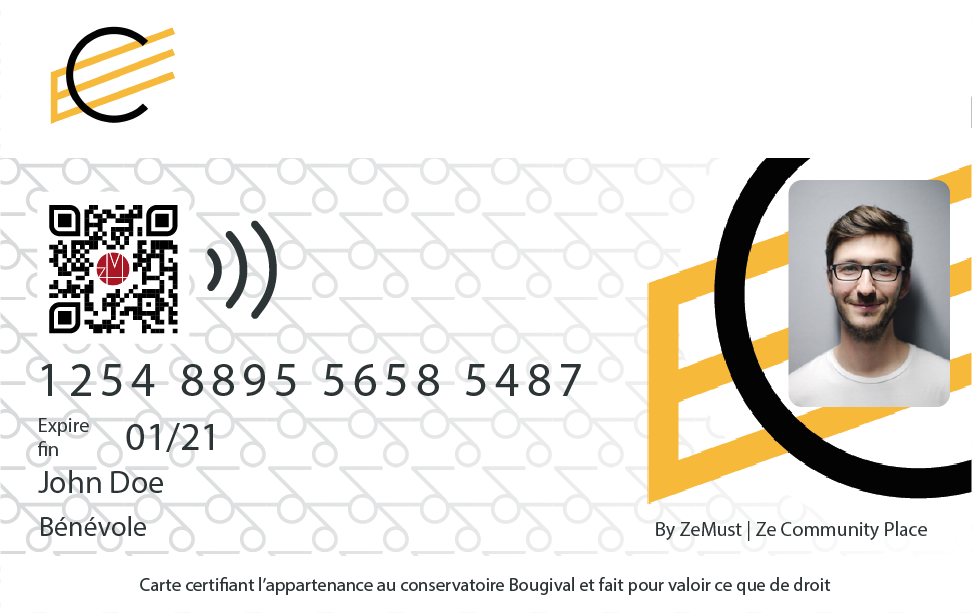 1254 8895 5658 5487
Expire
fin
01/21
John Doe
Bénévole
By ZeMust | Ze Community Place
Carte certifiant l'appartenance au conservatoire Bougival et fait pour valoir ce que de droit